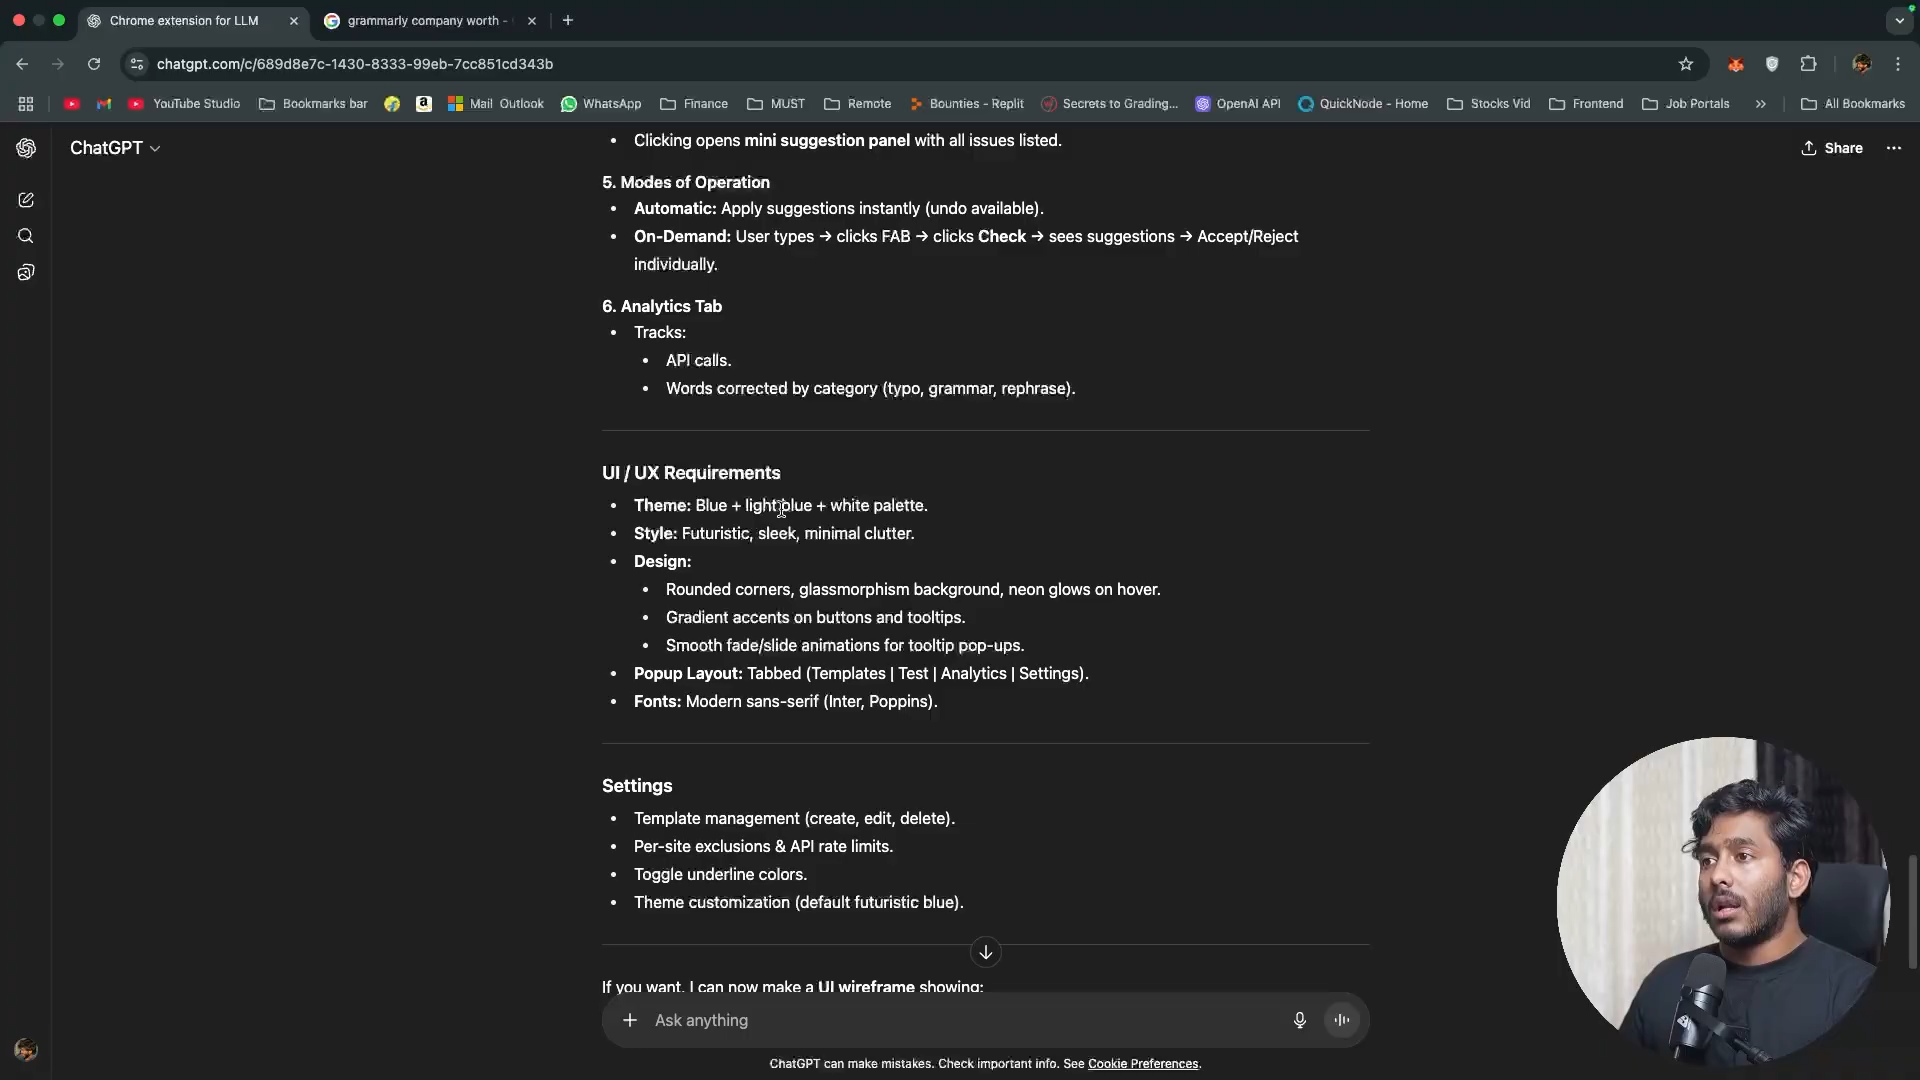 Chrome extension for LLM
grammarly company worth -
chatgpt.com/c/689d8e7c-1430-8333-99eb-7cc851cd343b
YouTube Studio
Bookmarks bar
Mail Outlook
WhatsApp
Finance
MUST
Remote
Bounties - Replit
Secrets to Grading...
OpenAI API
QuickNode - Home
Stocks Vid
Frontend
Job Portals
All Bookmarks
ChatGPT
Share
• Clicking opens mini suggestion panel with all issues listed.
5. Modes of Operation
• Automatic: Apply suggestions instantly (undo available).
• On-Demand: User types → clicks FAB → clicks Check → sees suggestions → Accept/Reject
individually.
6. Analytics Tab
• Tracks:
• API calls.
• Words corrected by category (typo, grammar, rephrase).
UI / UX Requirements
• Theme: Blue + light blue + white palette.
• Style: Futuristic, sleek, minimal clutter.
• Design:
• Rounded corners, glassmorphism background, neon glows on hover.
• Gradient accents on buttons and tooltips.
• Smooth fade/slide animations for tooltip pop-ups.
• Popup Layout: Tabbed (Templates | Test | Analytics | Settings).
• Fonts: Modern sans-serif (Inter, Poppins).
Settings
• Template management (create, edit, delete).
• Per-site exclusions & API rate limits.
• Toggle underline colors.
• Theme customization (default futuristic blue).
If you want, I can now make a UI wireframe showing:
Ask anything
ChatGPT can make mistakes. Check important info. See Cookie Preferences.